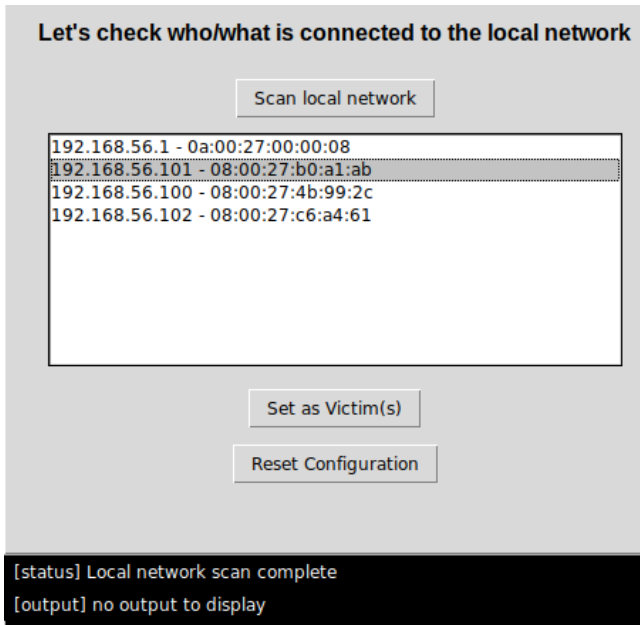 Let's check who/what is connected to the local network
Scan local network
192.168.56.1 - 0a:00:27:00:00:08
192.168.56.101 - 08:00:27:b0:a1:ab
192.168.56.100 - 08:00:27:4b:99:2c
192.168.56.102 - 08:00:27:c6:a4:61
Set as Victim(s)
Reset Configuration
[status] Local network scan complete
[output] no output to display